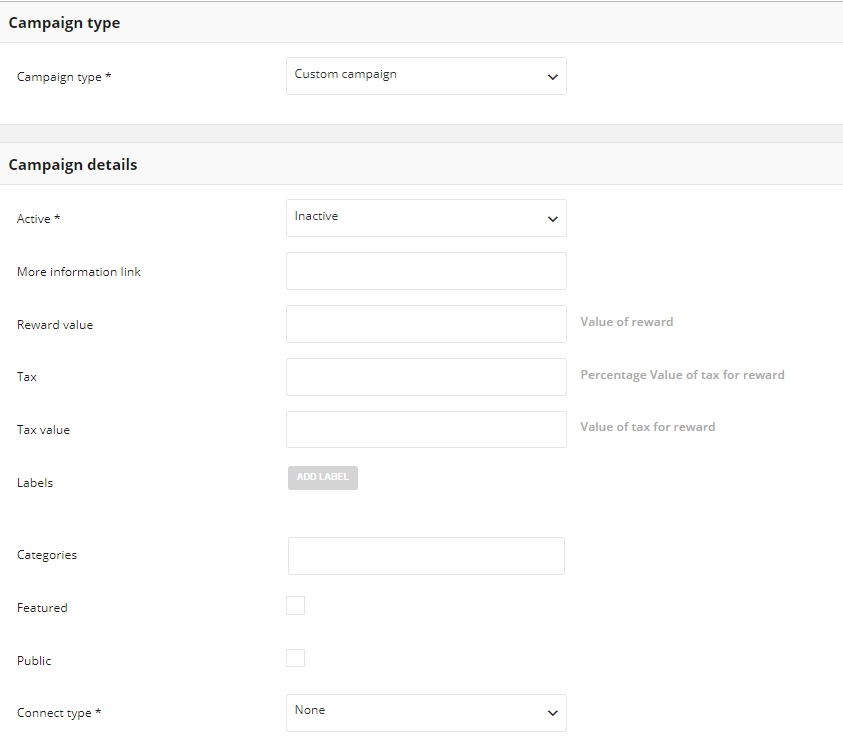 Campaign type
Campaign type * Custom campaign
Campaign details
Active * Inactive
More information link
Reward value Value of reward
Tax Percentage Value of tax for reward
Tax value Value of tax for reward
Labels ADD LABEL
Categories
Featured
Public
Connect type * None